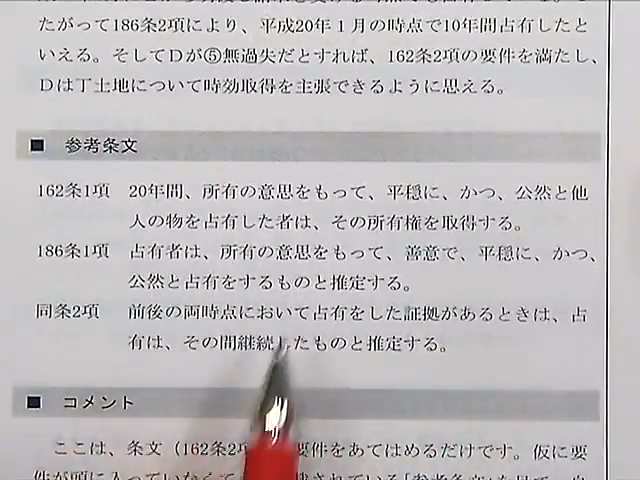 たがって186条2項により、平成20年1月の時点で10年間占有したと
いえる。そしてDが⑤無過失だとすれば、162条2項の要件を満たし、
Dは丁土地について時効取得を主張できるように思える。
■ 参考条文
162条1項 20年間、所有の意思をもって、平穏に、かつ、公然と他
人の物を占有した者は、その所有権を取得する。
186条1項 占有者は、所有の意思をもって、善意で、平穏に、かつ、
公然と占有をするものと推定する。
同条2項 前後の両時点において占有をした証拠があるときは、占
有は、その間継続したものと推定する。
■ コメント
ここは、条文（162条2項 要件をあてはめるだけです。仮に要
件が頭に入っていなくて